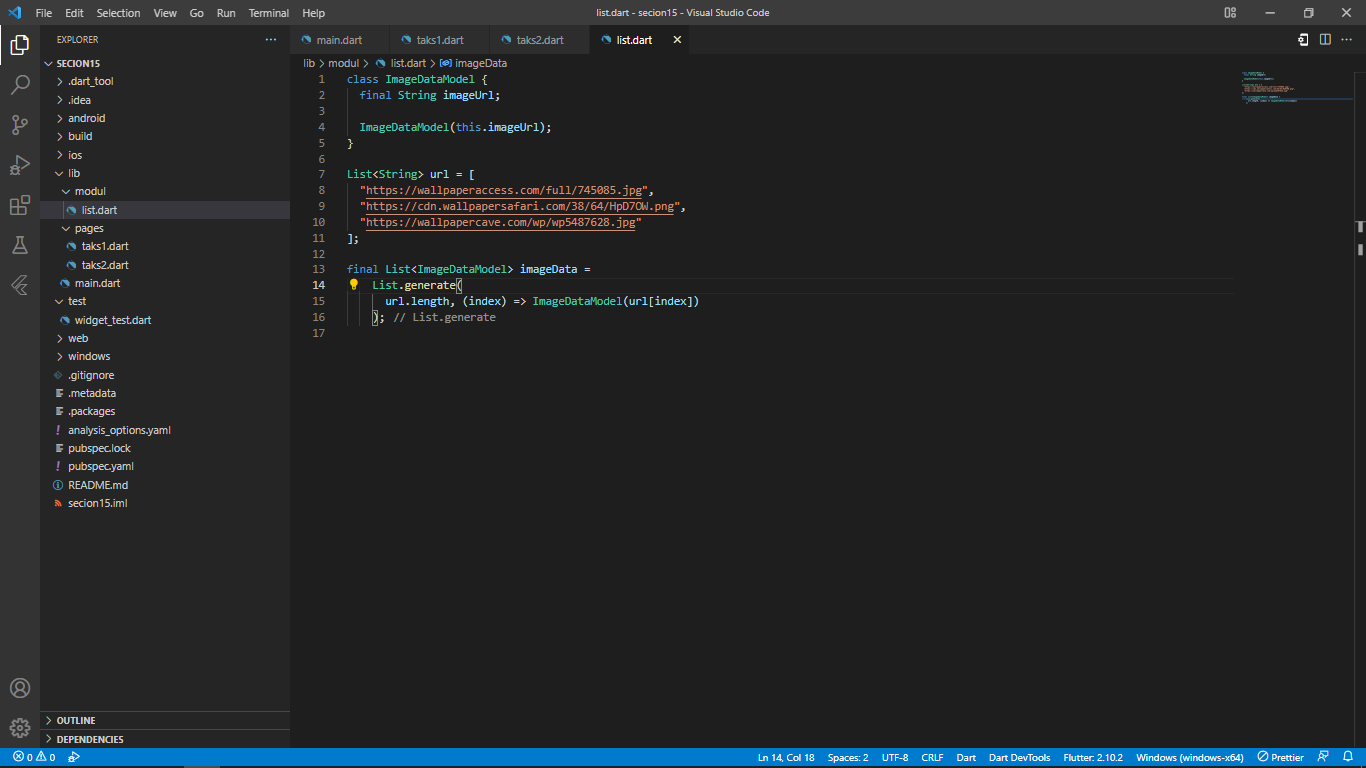 File Edit Selection View Go Run Terminal Help list.dart - secion15 - Visual Studio Code
EXPLORER
SECION15
.dart_tool
.idea
android
build
ios
lib
modul
list.dart
pages
taks1.dart
taks2.dart
main.dart
test
widget_test.dart
web
windows
.gitignore
.metadata
.packages
analysis_options.yaml
pubspec.lock
pubspec.yaml
README.md
secion15.iml
OUTLINE
DEPENDENCIES
main.dart taks1.dart taks2.dart list.dart
lib > modul > list.dart > imageData
1 class ImageDataModel {
2 final String imageUrl;
3
4 ImageDataModel(this.imageUrl);
5 }
6
7 List<String> url = [
8 "https://wallpaperaccess.com/full/745085.jpg",
9 "https://cdn.wallpapersafari.com/38/64/HpD7OW.png",
10 "https://wallpapercave.com/wp/wp5487628.jpg"
11 ];
12
13 final List<ImageDataModel> imageData =
14 List.generate(
15 url.length, (index) => ImageDataModel(url[index])
16 ); // List.generate
17
0 0 Ln 14, Col 18 Spaces: 2 UTF-8 CRLF Dart Dart DevTools Flutter: 2.10.2 Windows (windows-x64) Prettier